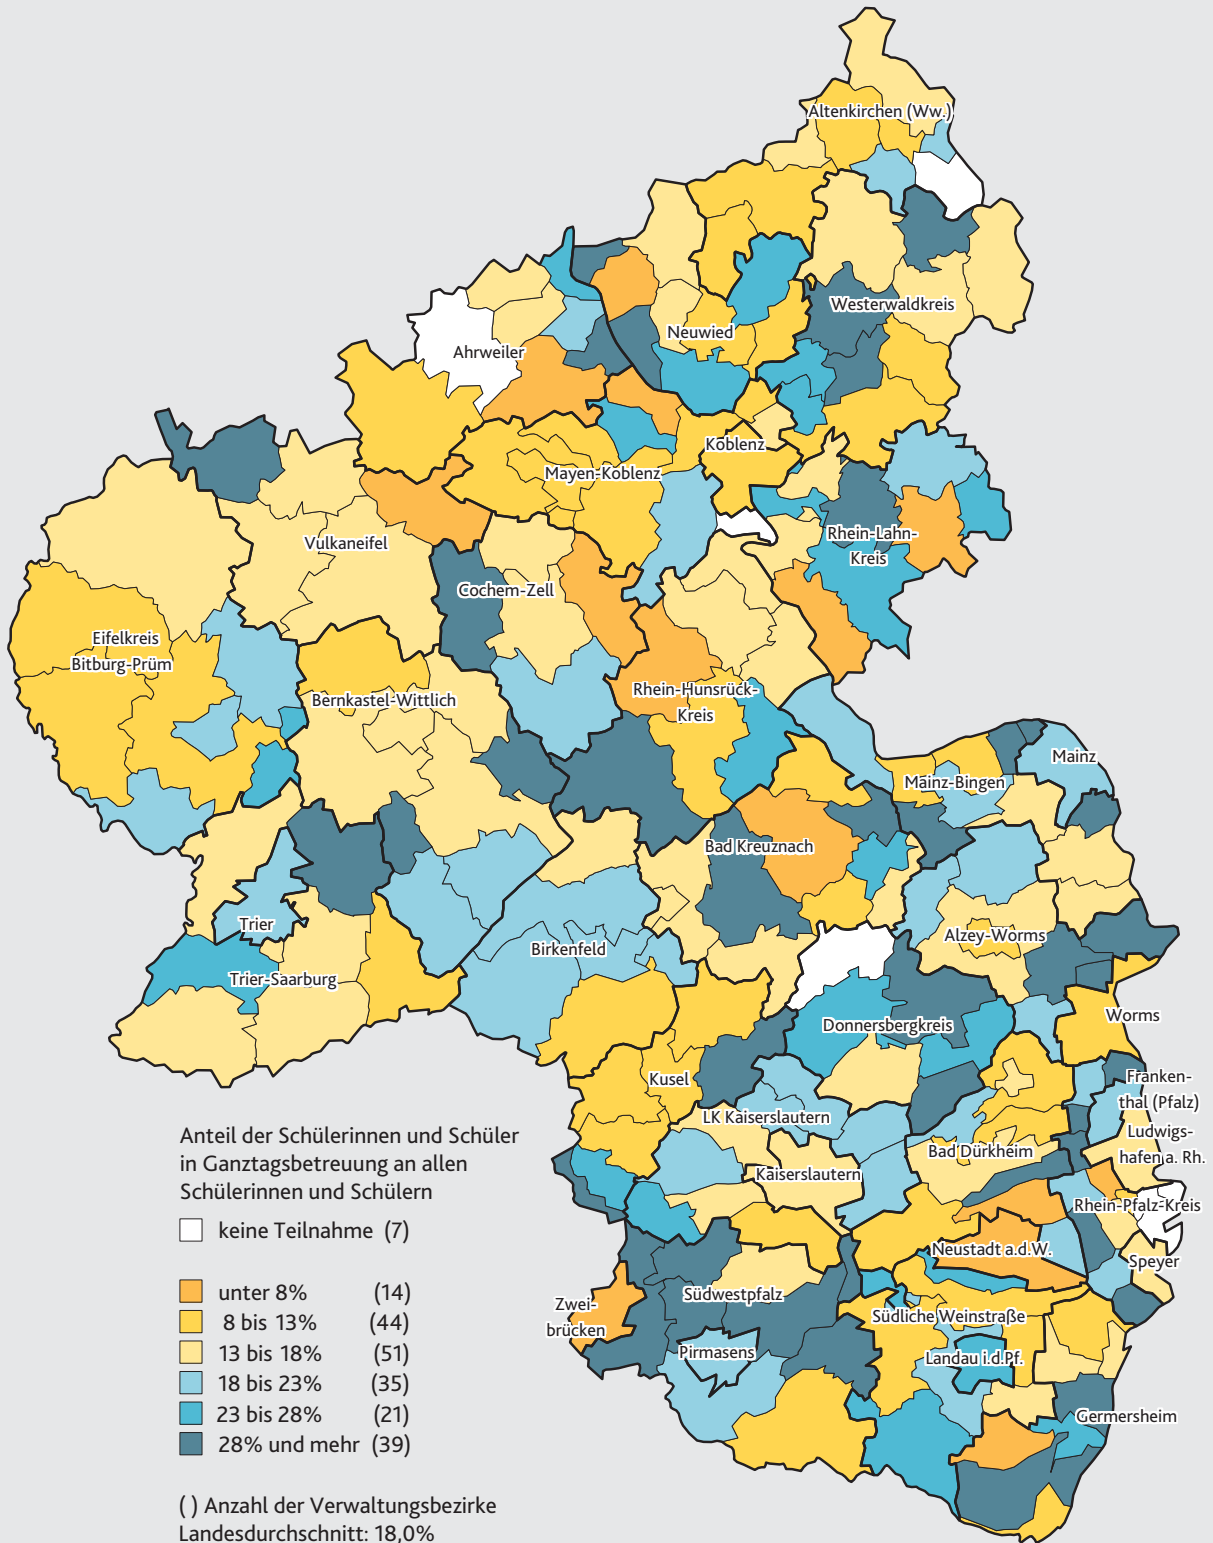 Altenkirchen (Ww.)
Westerwaldkreis
Neuwied
Ahrweiler
Koblenz
Mayen-Koblenz
Rhein-Lahn-
Kreis
Vulkaneifel
Cochem-Zell
Eifelkreis
Bitburg-Prüm
Bernkastel-Wittlich
Rhein-Hunsrück-
Kreis
Mainz
Mainz-Bingen
Bad Kreuznach
Trier
Alzey-Worms
Birkenfeld
Trier-Saarburg
Worms
Donnersbergkreis
Kusel
Franken-
thal (Pfalz)
LK Kaiserslautern
Ludwigs-
hafen a. Rh.
Bad Dürkheim
Kaiserslautern
Rhein-Pfalz-Kreis
Neustadt a.d.W.
Speyer
Südwestpfalz
Zwei-
brücken
Südliche Weinstraße
Pirmasens
Landau i.d.Pf.
Germersheim
Anteil der Schülerinnen und Schüler
in Ganztagsbetreuung an allen
Schülerinnen und Schülern
keine Teilnahme (7)
unter 8% (14)
8 bis 13% (44)
13 bis 18% (51)
18 bis 23% (35)
23 bis 28% (21)
28% und mehr (39)
( ) Anzahl der Verwaltungsbezirke
Landesdurchschnitt: 18,0%